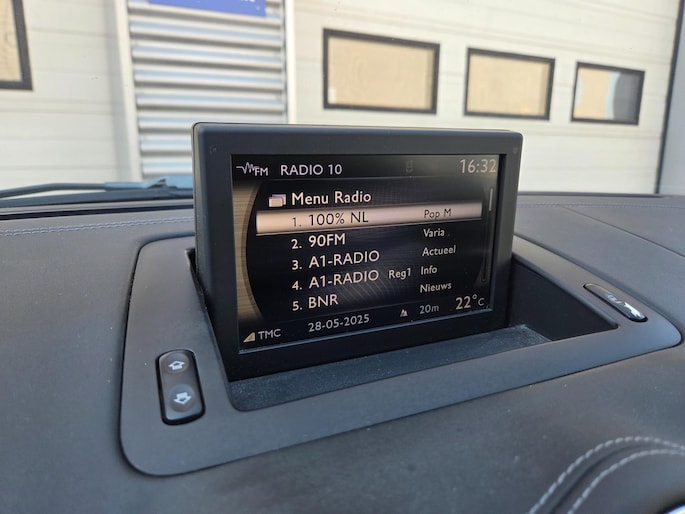 FM RADIO 10 16:32
Menu Radio
1. 100% NL Pop M
2. 90FM Varia
3. A1-RADIO Actueel
4. A1-RADIO Reg1 Info
5. BNR Nieuws
TMC 28-05-2025 20m 22°C